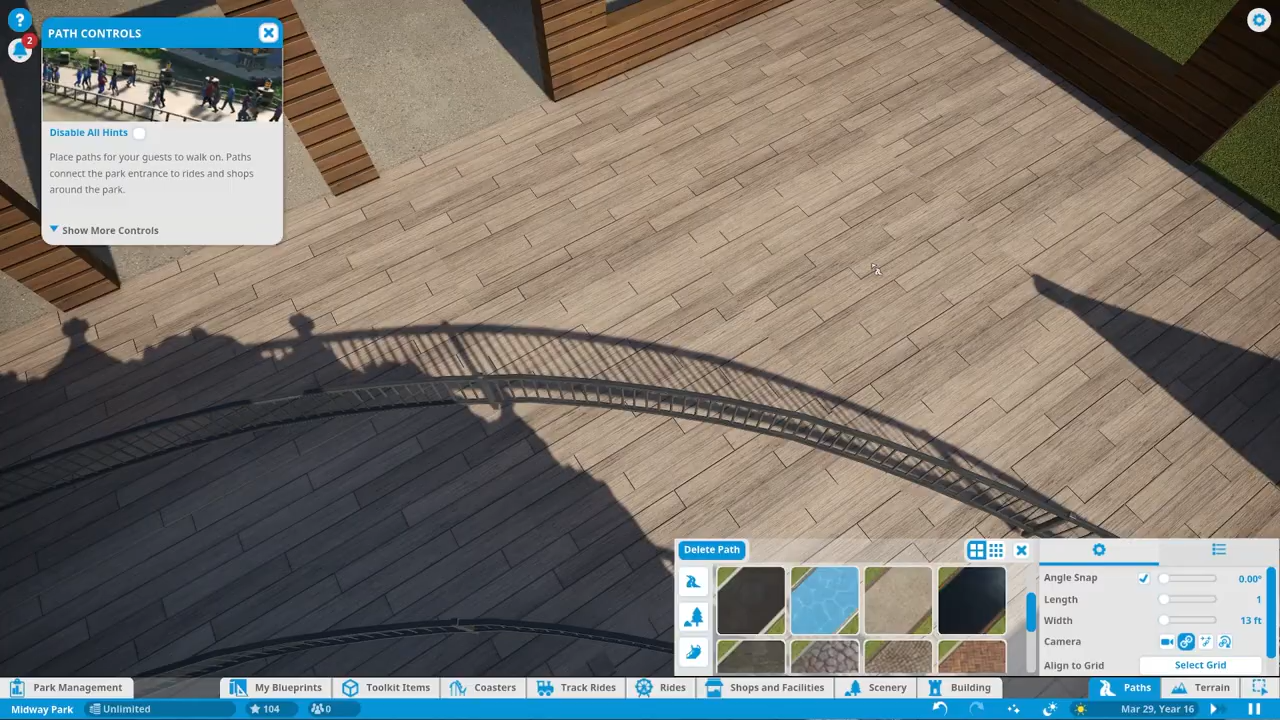 ?
PATH CONTROLS
2
Disable All Hints
Place paths for your guests to walk on. Paths
connect the park entrance to rides and shops
around the park.
Show More Controls
Delete Path
Angle Snap
0.00°
Length
1
Width
13 ft
Camera
Align to Grid
Select Grid
Park Management
My Blueprints
Toolkit Items
Coasters
Track Rides
Rides
Shops and Facilities
Scenery
Building
Paths
Terrain
Midway Park
Unlimited
104
0
Mar 29, Year 16